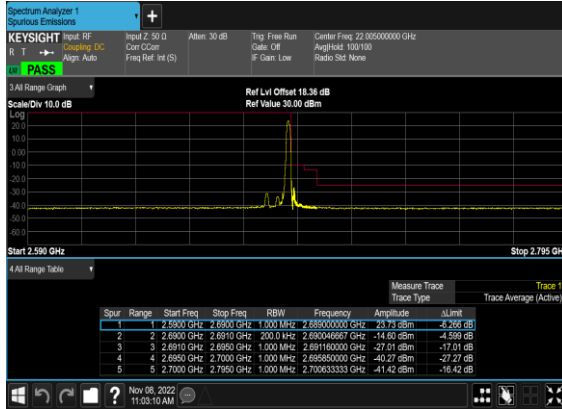 Spectrum Analyzer 1
Spurious Emissions
+
KEYSIGHT Input: RF Input Z: 50 Ω Atten: 30 dB Trig: Free Run Center Freq: 22.005000000 GHz
R T Coupling: DC Corr CCorr Gate: Off Avg|Hold: 100/100
Align: Auto Freq Ref: Int (S) IF Gain: Low Radio Std: None
PASS
3 All Range Graph
Ref Lvl Offset 18.36 dB
Scale/Div 10.0 dB Ref Value 30.00 dBm
Log
20.0
10.0
0.00
-10.0
-20.0
-30.0
-40.0
-50.0
-60.0
Start 2.590 GHz Stop 2.795 GH
4 All Range Table
Measure Trace Trace 1
Trace Type Trace Average (Active)
Spur Range Start Freq Stop Freq RBW Frequency Amplitude ΔLimit
1 1 2.5900 GHz 2.6900 GHz 1.000 MHz 2.689000000 GHz 23.73 dBm -6.266 dB
2 2 2.6900 GHz 2.6910 GHz 200.0 kHz 2.690046667 GHz -14.60 dBm -4.599 dB
3 3 2.6910 GHz 2.6950 GHz 1.000 MHz 2.691160000 GHz -27.01 dBm -17.01 dB
4 4 2.6950 GHz 2.7000 GHz 1.000 MHz 2.695850000 GHz -40.27 dBm -27.27 dB
5 5 2.7000 GHz 2.7950 GHz 1.000 MHz 2.700633333 GHz -41.42 dBm -16.42 dB
? Nov 08, 2022
11:03:10 AM